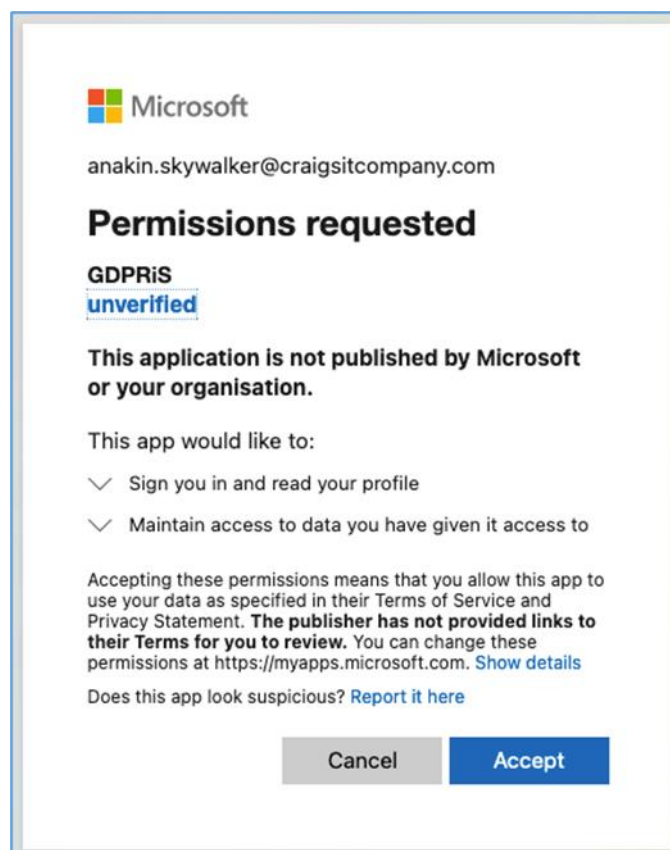 Microsoft
anakin.skywalker@craigsitcompany.com
Permissions requested
GDPRiS
unverified
This application is not published by Microsoft
or your organisation.
This app would like to:
Sign you in and read your profile
Maintain access to data you have given it access to
Accepting these permissions means that you allow this app to
use your data as specified in their Terms of Service and
Privacy Statement. The publisher has not provided links to
their Terms for you to review. You can change these
permissions at https://myapps.microsoft.com. Show details
Does this app look suspicious? Report it here
Cancel Accept